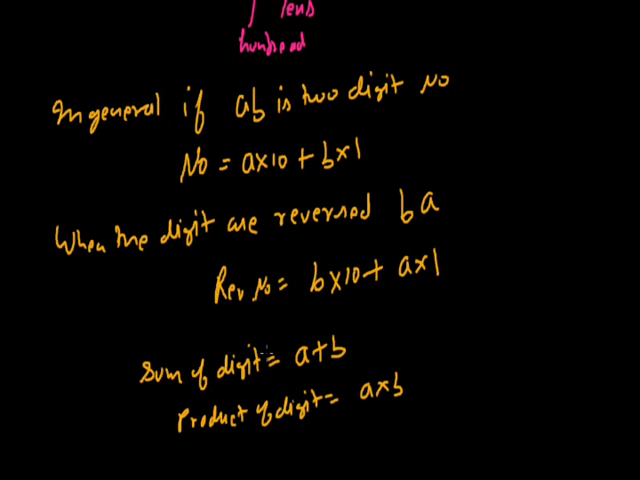 tens
hundred
In general if ab is two digit No
No = a×10 + b×1
When the digit are reversed ba
Rev No = b×10 + a×1
Sum of digit = a+b
Product of digit = a×b